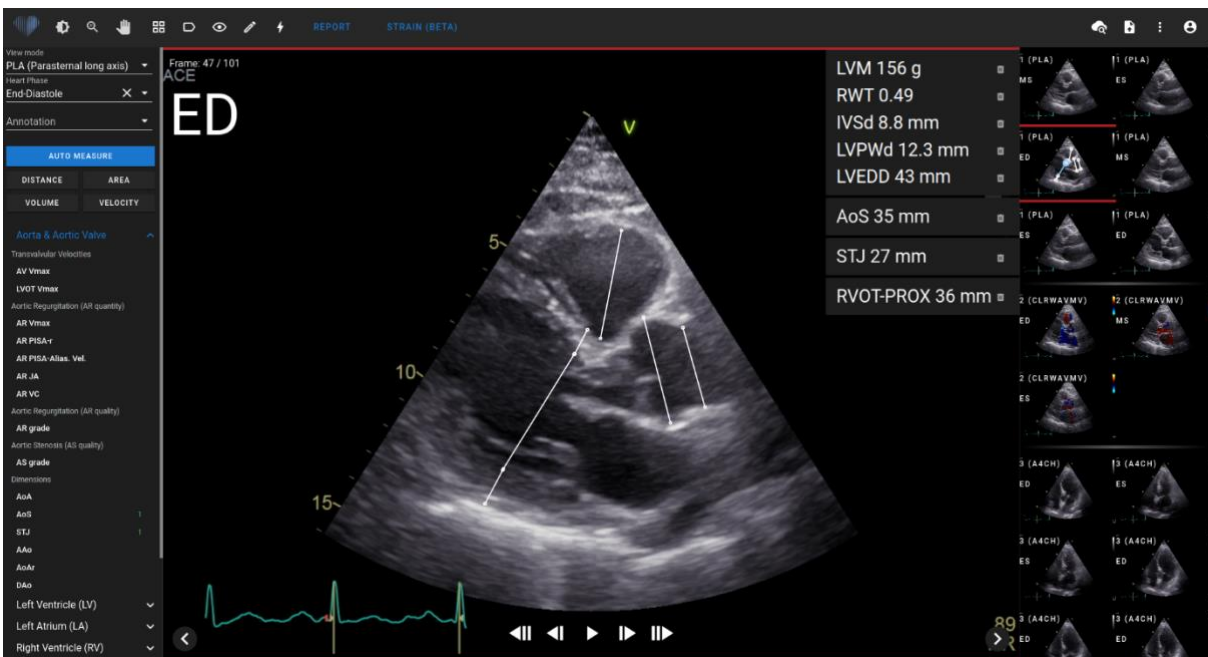 REPORT
STRAIN (BETA)
View mode
PLA (Parasternal long axis)
Heart Phase
End-Diastole
Annotation
AUTO MEASURE
DISTANCE
AREA
VOLUME
VELOCITY
Aorta & Aortic Valve
Transvalvular Velocities
AV Vmax
LVOT Vmax
Aortic Regurgitation (AR quantity)
AR Vmax
AR PISA-r
AR PISA-Alias. Vel.
AR JA
AR VC
Aortic Regurgitation (AR quality)
AR grade
Aortic Stenosis (AS quality)
AS grade
Dimensions
AoA
AoS 1
STJ 1
AAo
AoAr
DAo
Left Ventricle (LV)
Left Atrium (LA)
Right Ventricle (RV)
Frame: 47 / 101
ACE
ED
V
5
10
15
89
LVM 156 g
RWT 0.49
IVSd 8.8 mm
LVPWd 12.3 mm
LVEDD 43 mm
AoS 35 mm
STJ 27 mm
RVOT-PROX 36 mm
1 (PLA)
MS
1 (PLA)
ES
1 (PLA)
ED
1 (PLA)
MS
1 (PLA)
ES
1 (PLA)
ED
2 (CLRWAVMV)
ED
2 (CLRWAVMV)
MS
2 (CLRWAVMV)
ES
3 (A4CH)
ED
3 (A4CH)
ES
3 (A4CH)
ES
3 (A4CH)
ED
3 (A4CH)
ED
3 (A4CH)
ED